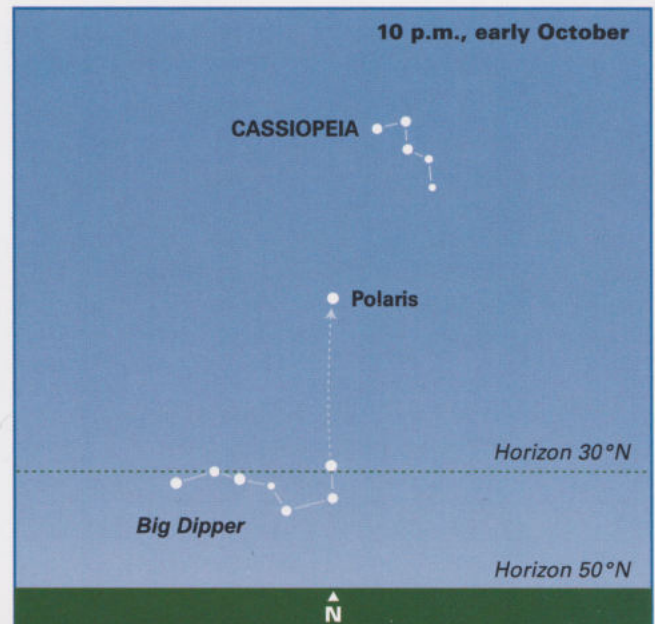 10 p.m., early October
CASSIOPEIA
Polaris
Horizon 30°N
Big Dipper
Horizon 50°N
N